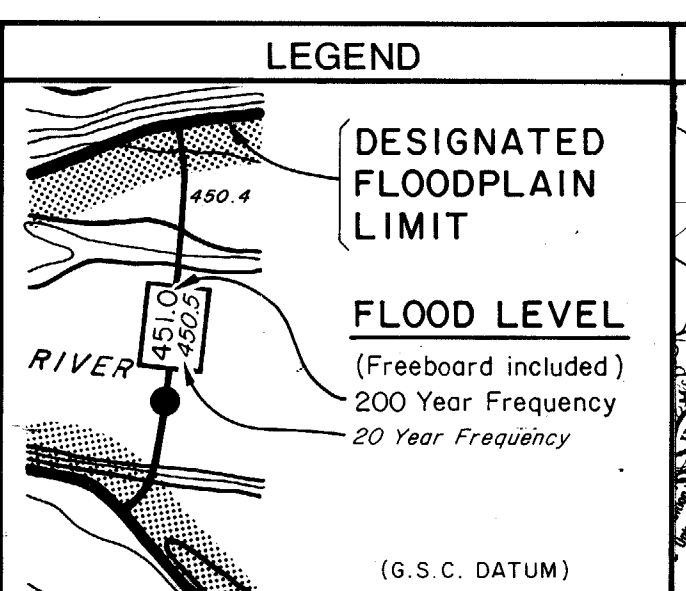 LEGEND
DESIGNATED
FLOODPLAIN
LIMIT
450.4
451.0
450.5
RIVER
FLOOD LEVEL
(Freeboard included)
200 Year Frequency
20 Year Frequency
(G.S.C. DATUM)